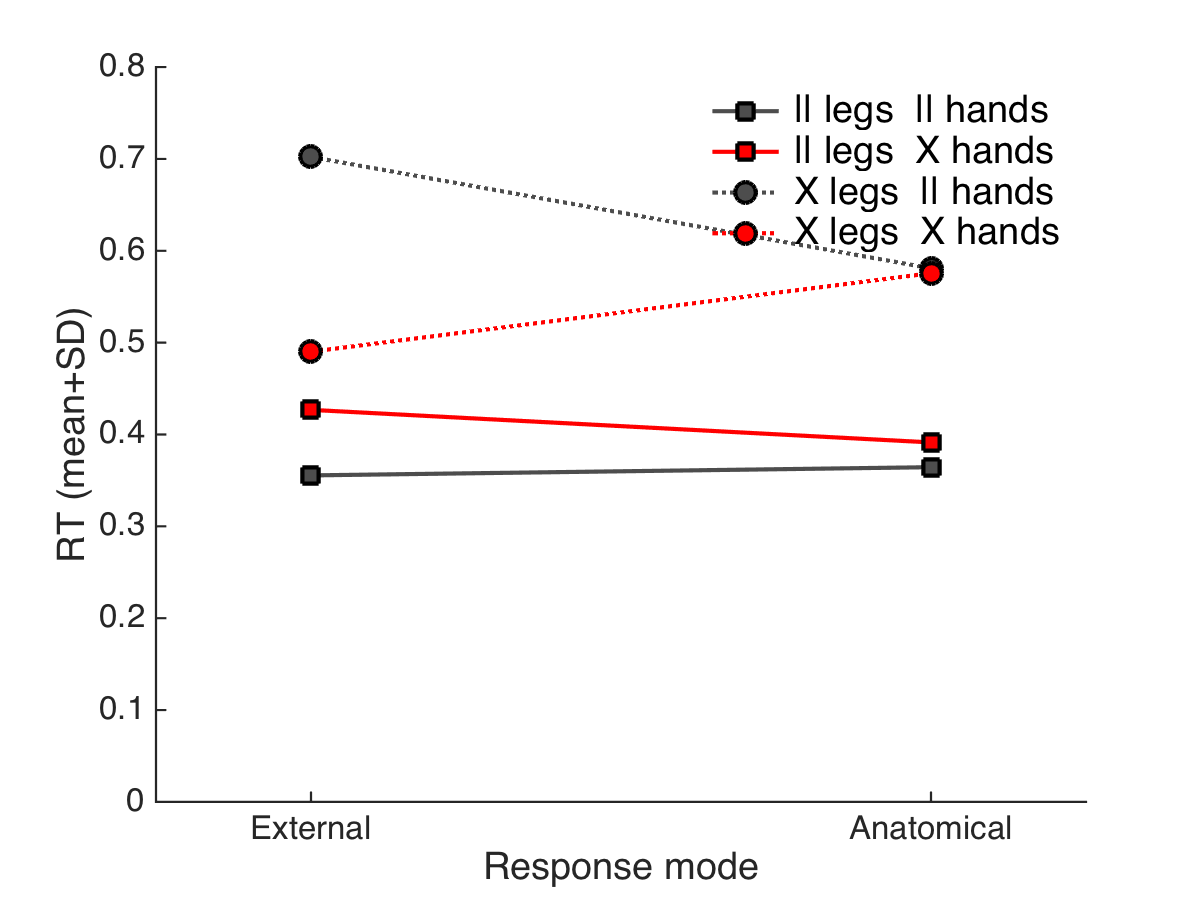 0.8
0.7
0.6
0.5
0.4
0.3
0.2
0.1
0
RT (mean+SD)
ll legs ll hands
ll legs X hands
X legs ll hands
X legs X hands
External
Anatomical
Response mode